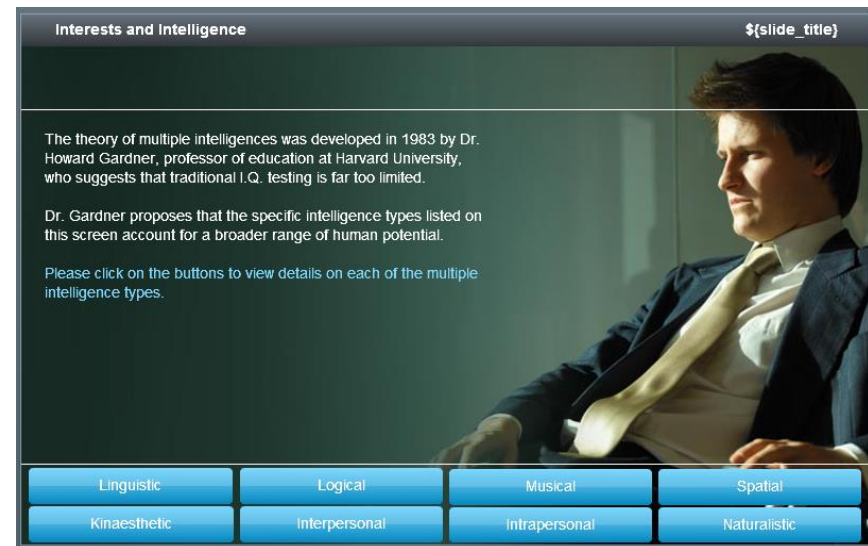 Interests and Intelligence
${slide_title}
The theory of multiple intelligences was developed in 1983 by Dr.
Howard Gardner, professor of education at Harvard University,
who suggests that traditional I.Q. testing is far too limited.
Dr. Gardner proposes that the specific intelligence types listed on
this screen account for a broader range of human potential.
Please click on the buttons to view details on each of the multiple
intelligence types.
Linguistic
Logical
Musical
Spatial
Kinaesthetic
Interpersonal
Intrapersonal
Naturalistic